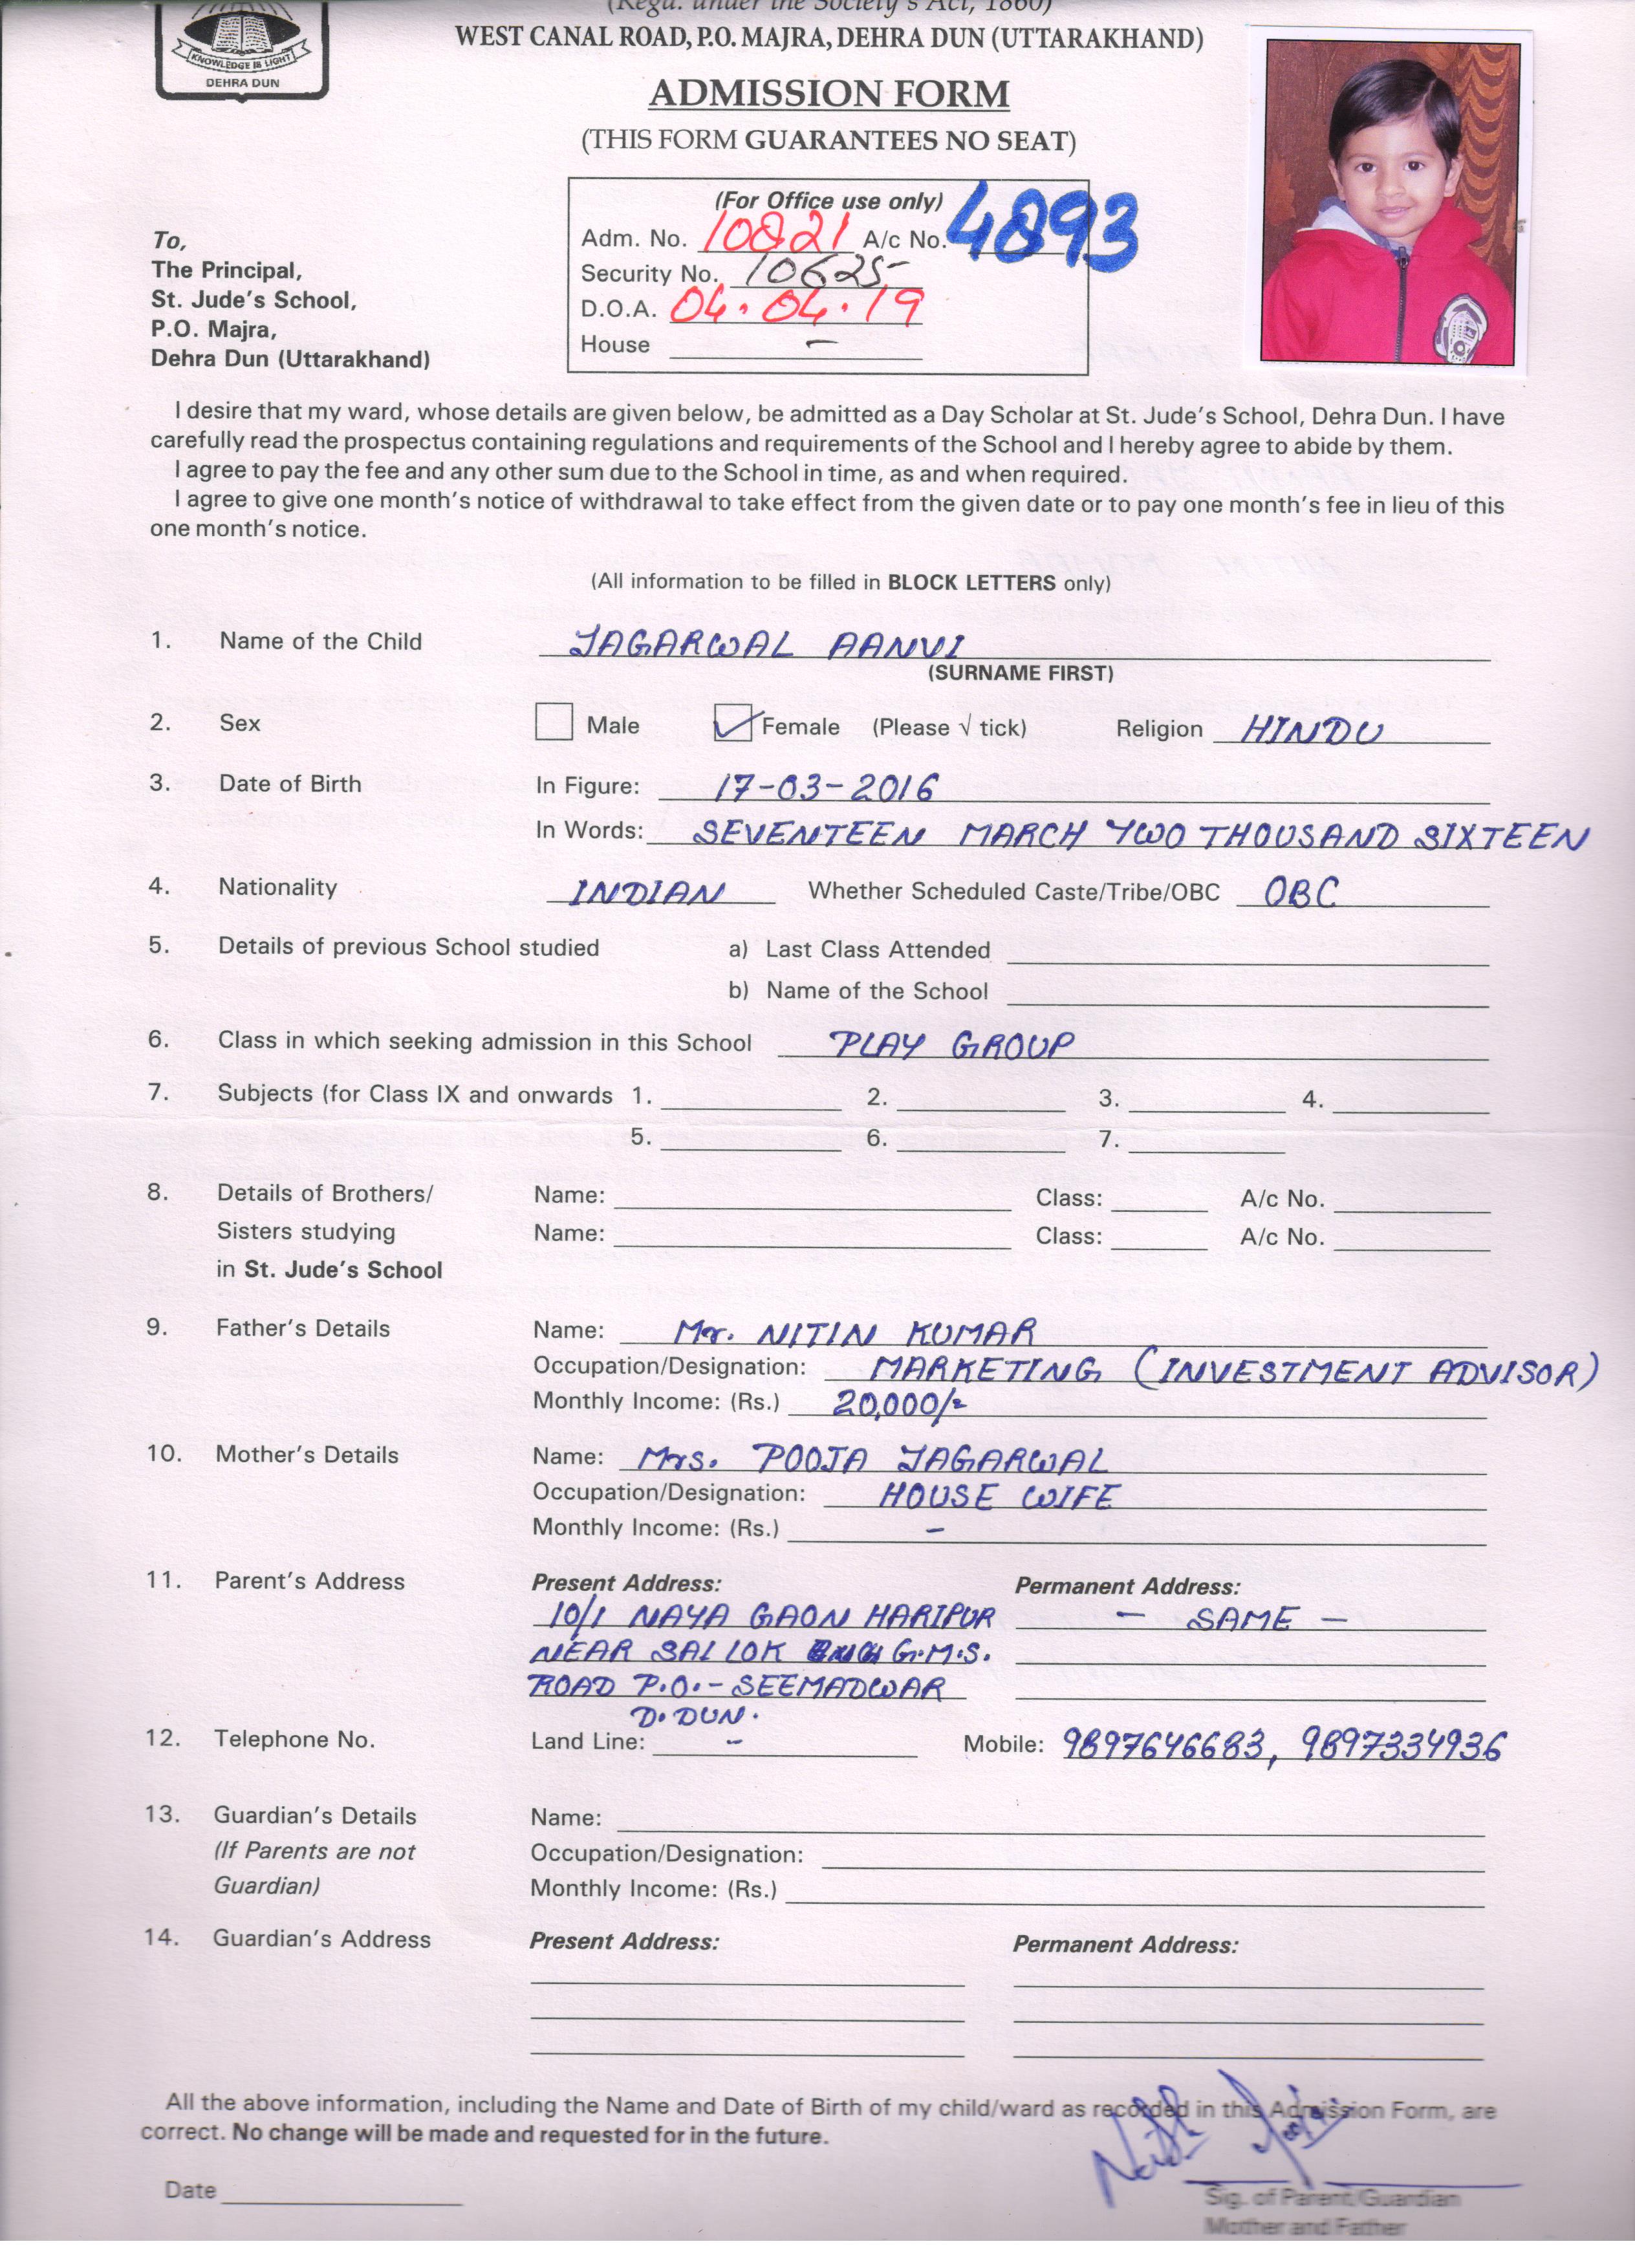 (Regd. under the Society's Act, 1860)
WEST CANAL ROAD, P.O. MAJRA, DEHRA DUN (UTTARAKHAND)
KNOWLEDGE IS LIGHT
DEHRA DUN
ADMISSION FORM
(THIS FORM GUARANTEES NO SEAT)
(For Office use only)
Adm. No. 10821 A/c No. 4893
Security No. 10625
D.O.A. 04.04.19
House -
To,
The Principal,
St. Jude's School,
P.O. Majra,
Dehra Dun (Uttarakhand)
I desire that my ward, whose details are given below, be admitted as a Day Scholar at St. Jude's School, Dehra Dun. I have
carefully read the prospectus containing regulations and requirements of the School and I hereby agree to abide by them.
I agree to pay the fee and any other sum due to the School in time, as and when required.
I agree to give one month's notice of withdrawal to take effect from the given date or to pay one month's fee in lieu of this
one month's notice.
(All information to be filled in BLOCK LETTERS only)
1. Name of the Child JAGARWAL AANVI
(SURNAME FIRST)
2. Sex Male Female (Please √ tick) Religion HINDU
3. Date of Birth In Figure: 17-03-2016
In Words: SEVENTEEN MARCH TWO THOUSAND SIXTEEN
4. Nationality INDIAN Whether Scheduled Caste/Tribe/OBC OBC
5. Details of previous School studied a) Last Class Attended
b) Name of the School
6. Class in which seeking admission in this School PLAY GROUP
7. Subjects (for Class IX and onwards 1. 2. 3. 4.
5. 6. 7.
8. Details of Brothers/ Name: Class: A/c No.
Sisters studying Name: Class: A/c No.
in St. Jude's School
9. Father's Details Name: Mr. NITIN KUMAR
Occupation/Designation: MARKETING (INVESTMENT ADVISOR)
Monthly Income: (Rs.) 20,000/=
10. Mother's Details Name: Mrs. POOJA JAGARWAL
Occupation/Designation: HOUSE WIFE
Monthly Income: (Rs.) -
11. Parent's Address Present Address: Permanent Address:
10/1 NAYA GAON HARIPUR - SAME -
NEAR SAI LOK G.M.S.
ROAD P.O.- SEEMADWAR
D.DUN.
12. Telephone No. Land Line: - Mobile: 9897646683, 9897334936
13. Guardian's Details Name:
(If Parents are not Occupation/Designation:
Guardian) Monthly Income: (Rs.)
14. Guardian's Address Present Address: Permanent Address:
All the above information, including the Name and Date of Birth of my child/ward as recorded in this Admission Form, are
correct. No change will be made and requested for in the future.
Date
Sig. of Parent/Guardian
Mother and Father